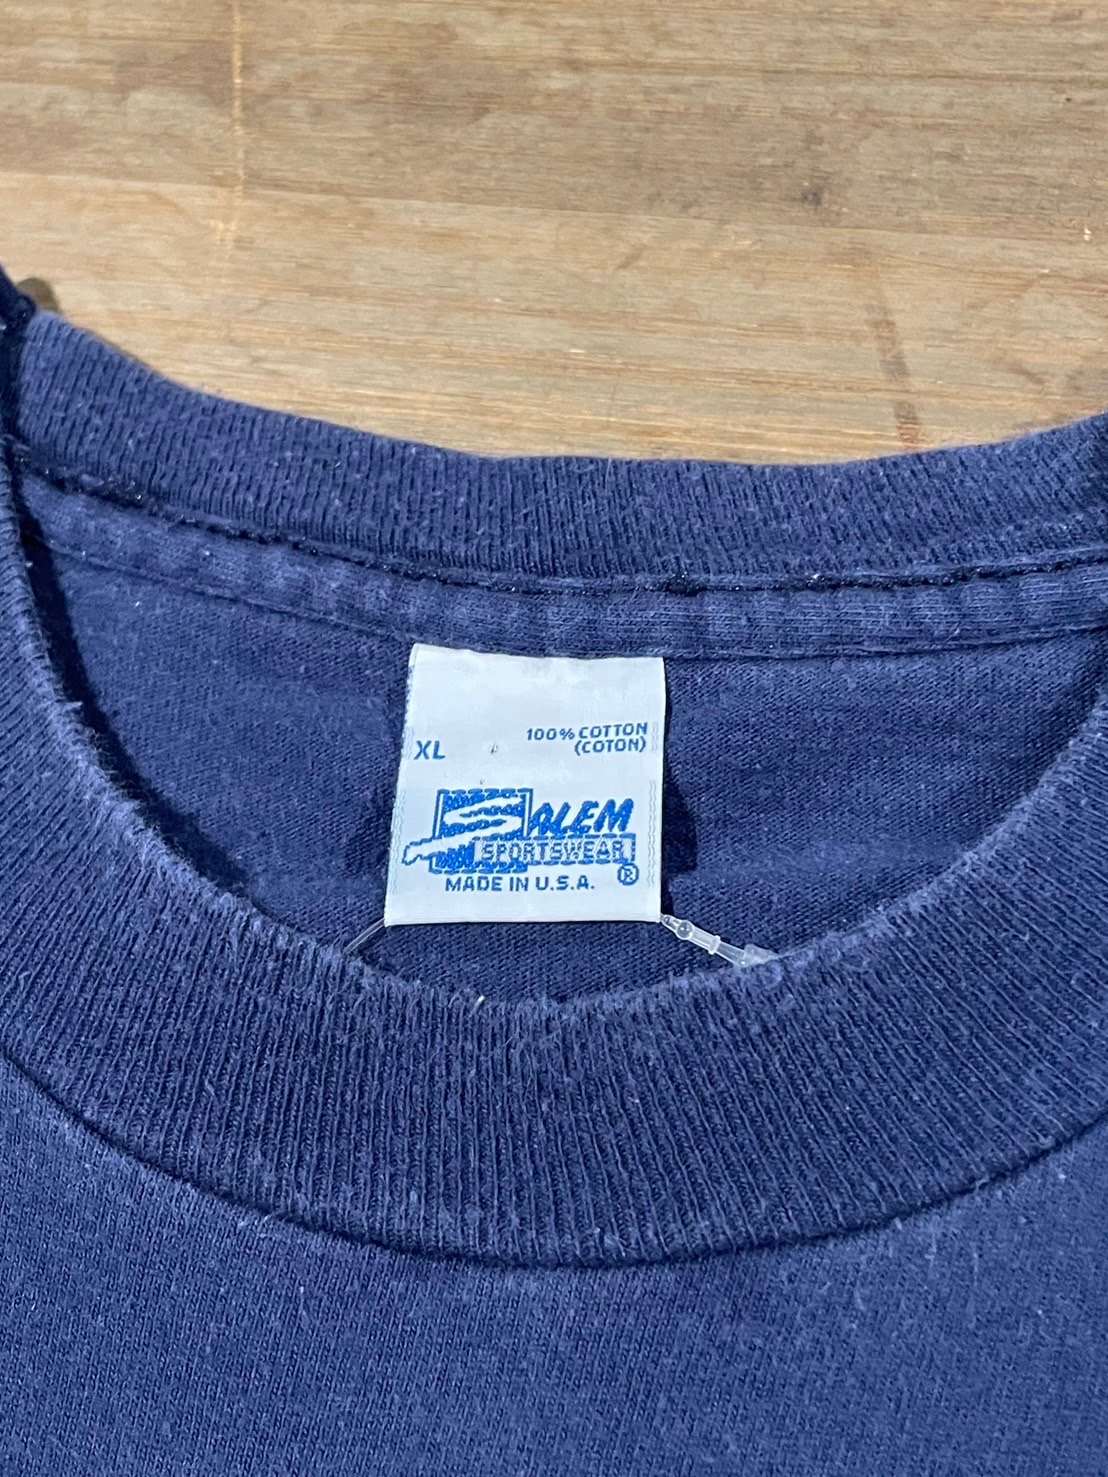 100% COTTON
XL (COTON)
SALEM
SPORTSWEAR
®
MADE IN U.S.A.